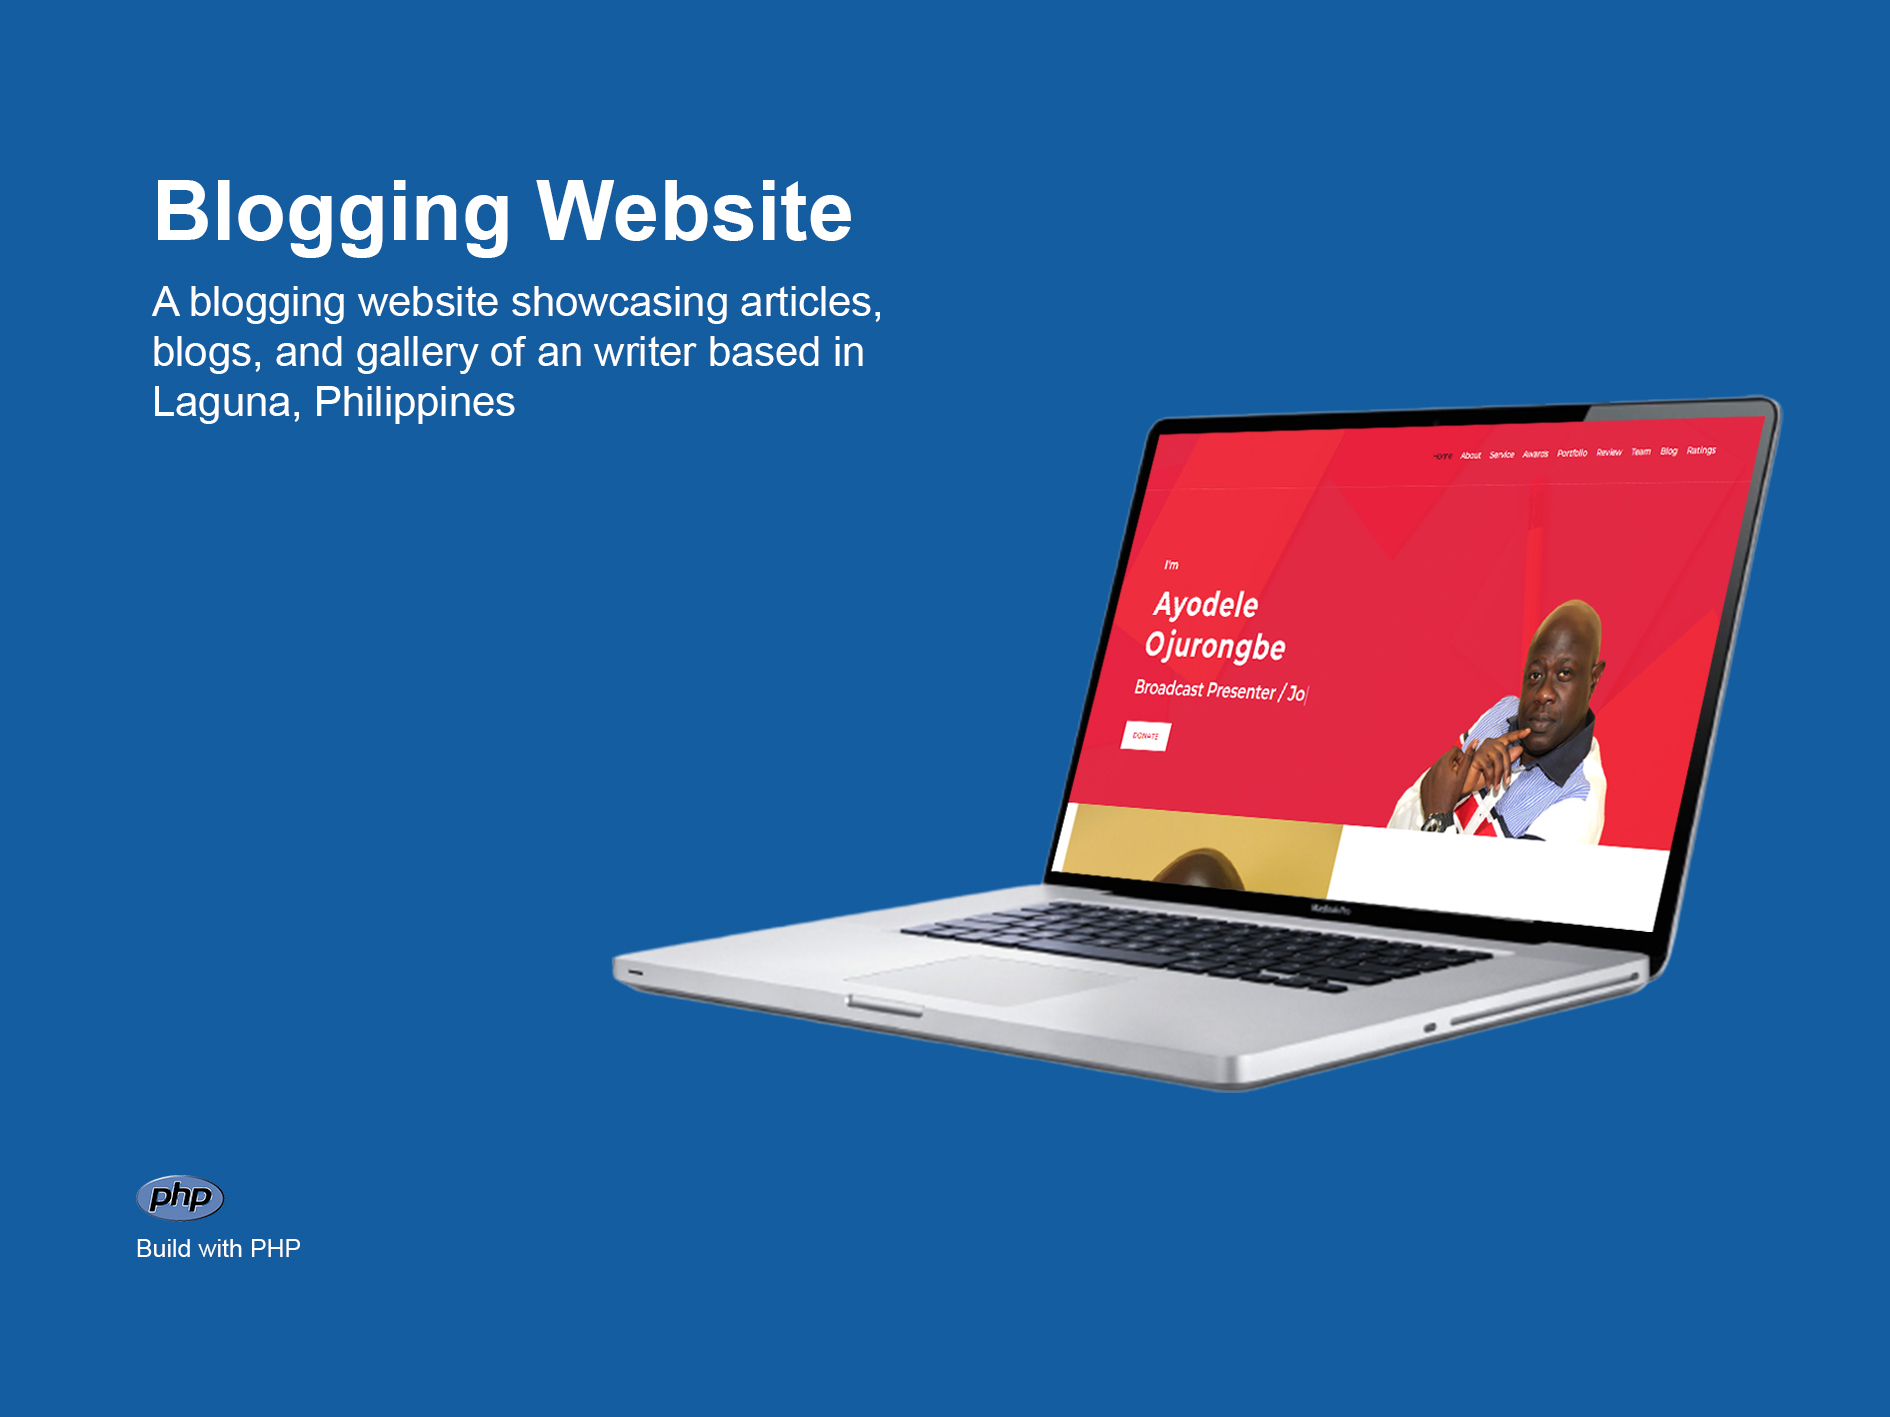 Blogging Website
A blogging website showcasing articles,
blogs, and gallery of an writer based in
Laguna, Philippines
Home About Service Awards Portfolio Review Team Blog Ratings
I'm
Ayodele
Ojurongbe
Broadcast Presenter / Jo|
DONATE
MacBook Pro
php
Build with PHP